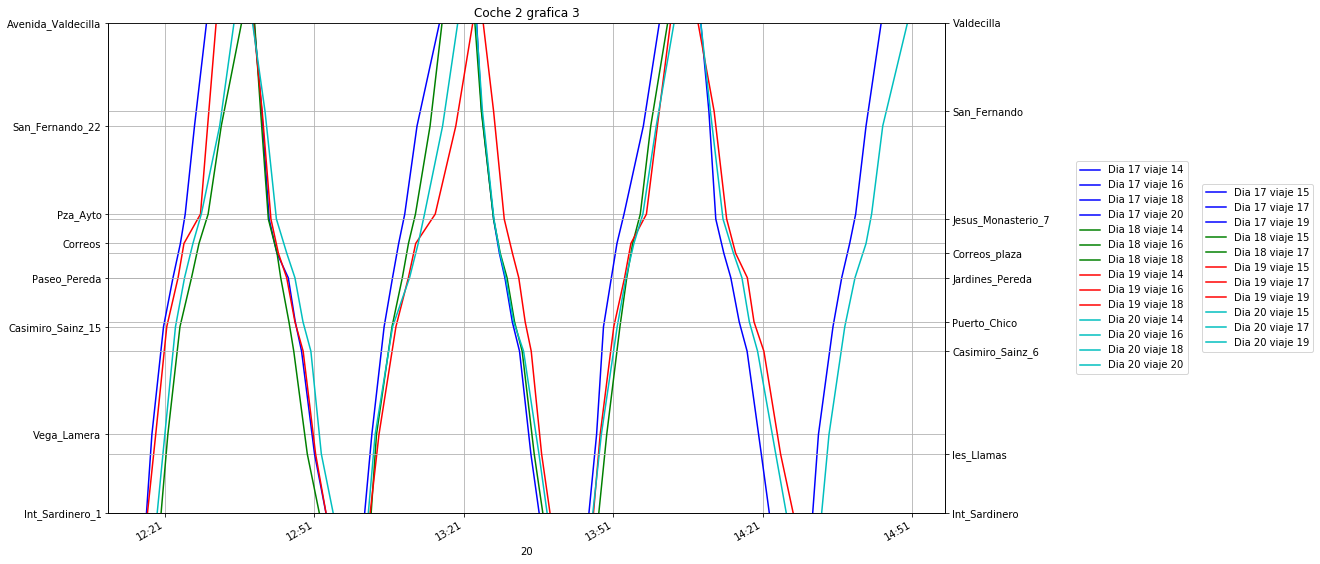 Coche 2 grafica 3
Avenida_Valdecilla
San_Fernando_22
Pza_Ayto
Correos
Paseo_Pereda
Casimiro_Sainz_15
Vega_Lamera
Int_Sardinero_1
Valdecilla
San_Fernando
Jesus_Monasterio_7
Correos_plaza
Jardines_Pereda
Puerto_Chico
Casimiro_Sainz_6
Ies_Llamas
Int_Sardinero
12:21
12:51
13:21
13:51
14:21
14:51
20
Dia 17 viaje 14
Dia 17 viaje 16
Dia 17 viaje 18
Dia 17 viaje 20
Dia 18 viaje 14
Dia 18 viaje 16
Dia 18 viaje 18
Dia 19 viaje 14
Dia 19 viaje 16
Dia 19 viaje 18
Dia 20 viaje 14
Dia 20 viaje 16
Dia 20 viaje 18
Dia 20 viaje 20
Dia 17 viaje 15
Dia 17 viaje 17
Dia 17 viaje 19
Dia 18 viaje 15
Dia 18 viaje 17
Dia 19 viaje 15
Dia 19 viaje 17
Dia 19 viaje 19
Dia 20 viaje 15
Dia 20 viaje 17
Dia 20 viaje 19